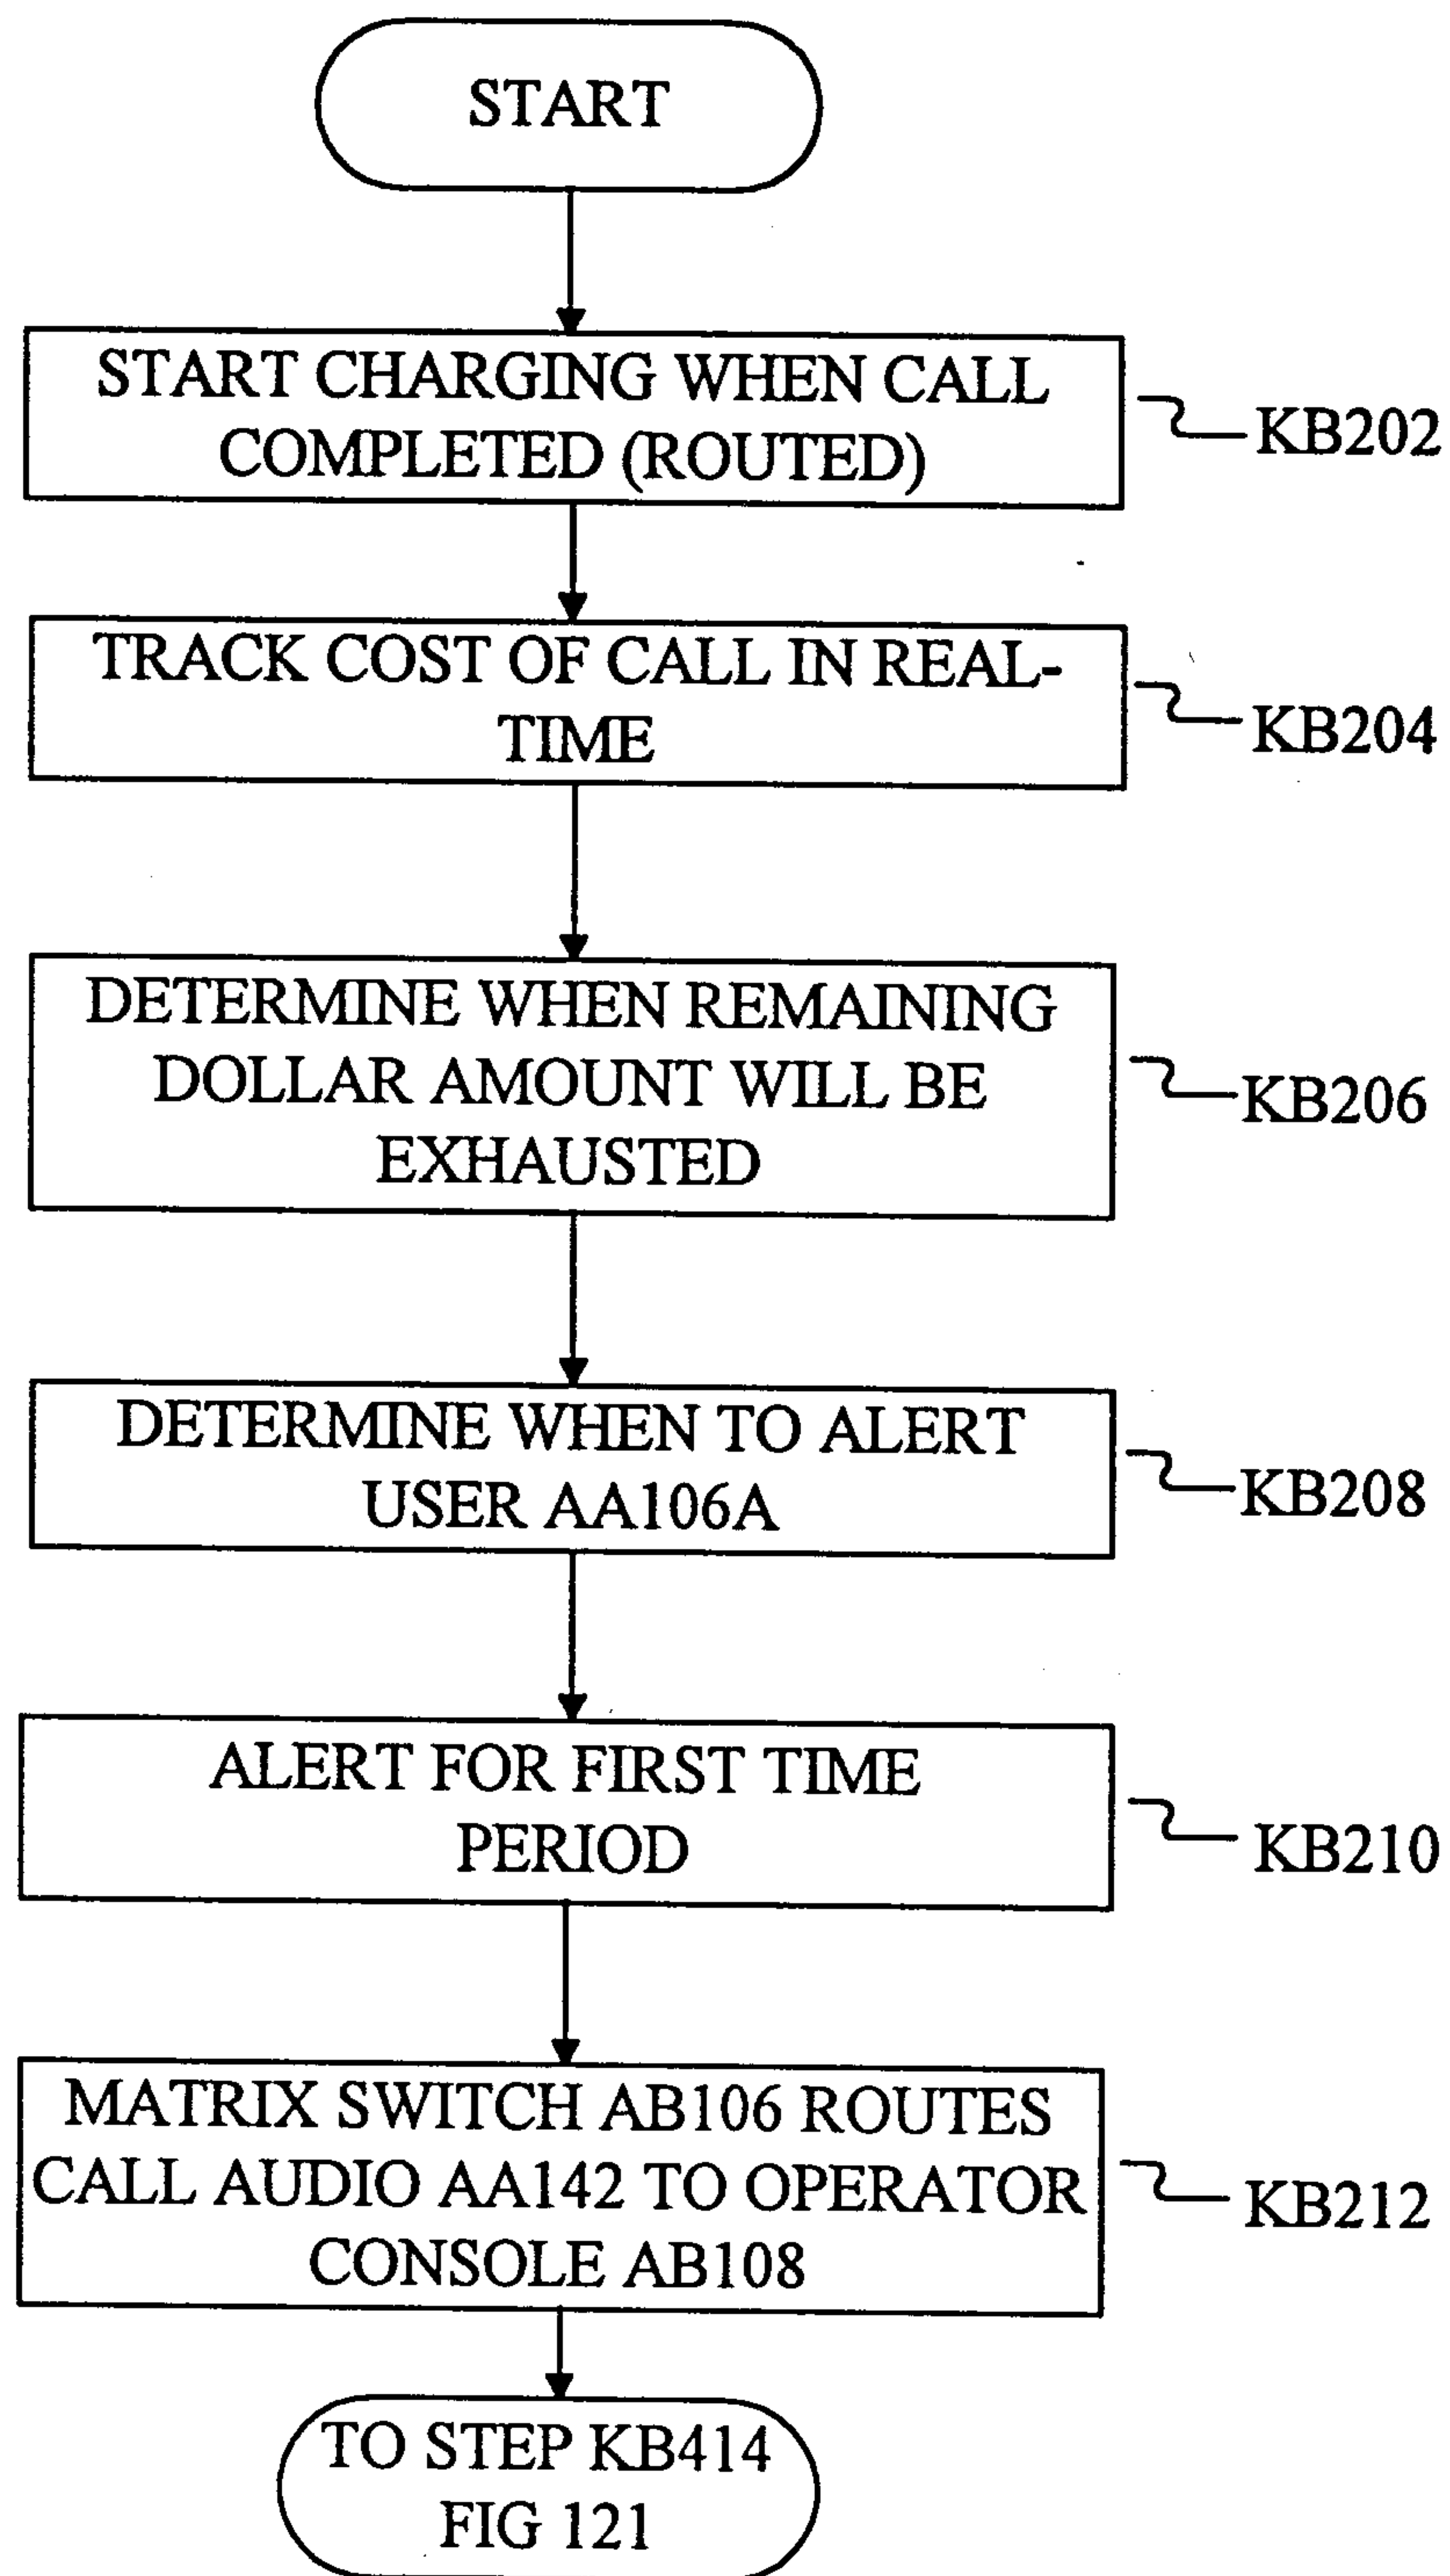 START
START CHARGING WHEN CALL
COMPLETED (ROUTED)
KB202
TRACK COST OF CALL IN REAL-
TIME
KB204
DETERMINE WHEN REMAINING
DOLLAR AMOUNT WILL BE
EXHAUSTED
KB206
DETERMINE WHEN TO ALERT
USER AA106A
KB208
ALERT FOR FIRST TIME
PERIOD
KB210
MATRIX SWITCH AB106 ROUTES
CALL AUDIO AA142 TO OPERATOR
CONSOLE AB108
KB212
TO STEP KB414
FIG 121